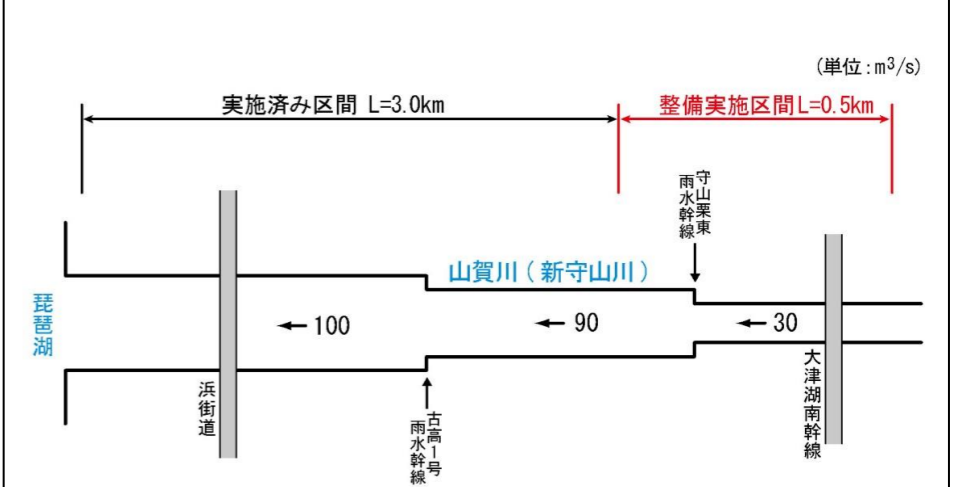 (単位:m³/s)
実施済み区間 L=3.0km
整備実施区間L=0.5km
守山栗東
雨水幹線
山賀川(新守山川)
琵琶湖
←100
←90
←30
浜街道
古高1号
雨水幹線
大津湖南幹線